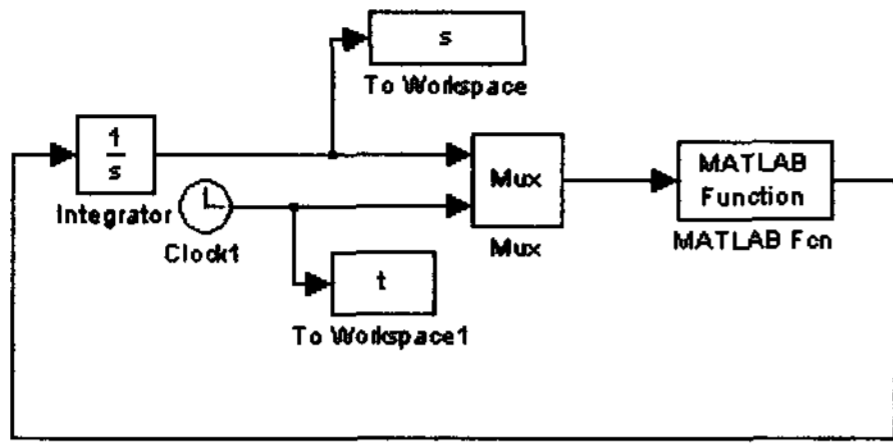 s
To Workspace
1
s
Integrator
Clock1
Mux
Mux
MATLAB
Function
MATLAB Fcn
t
To Workspace1